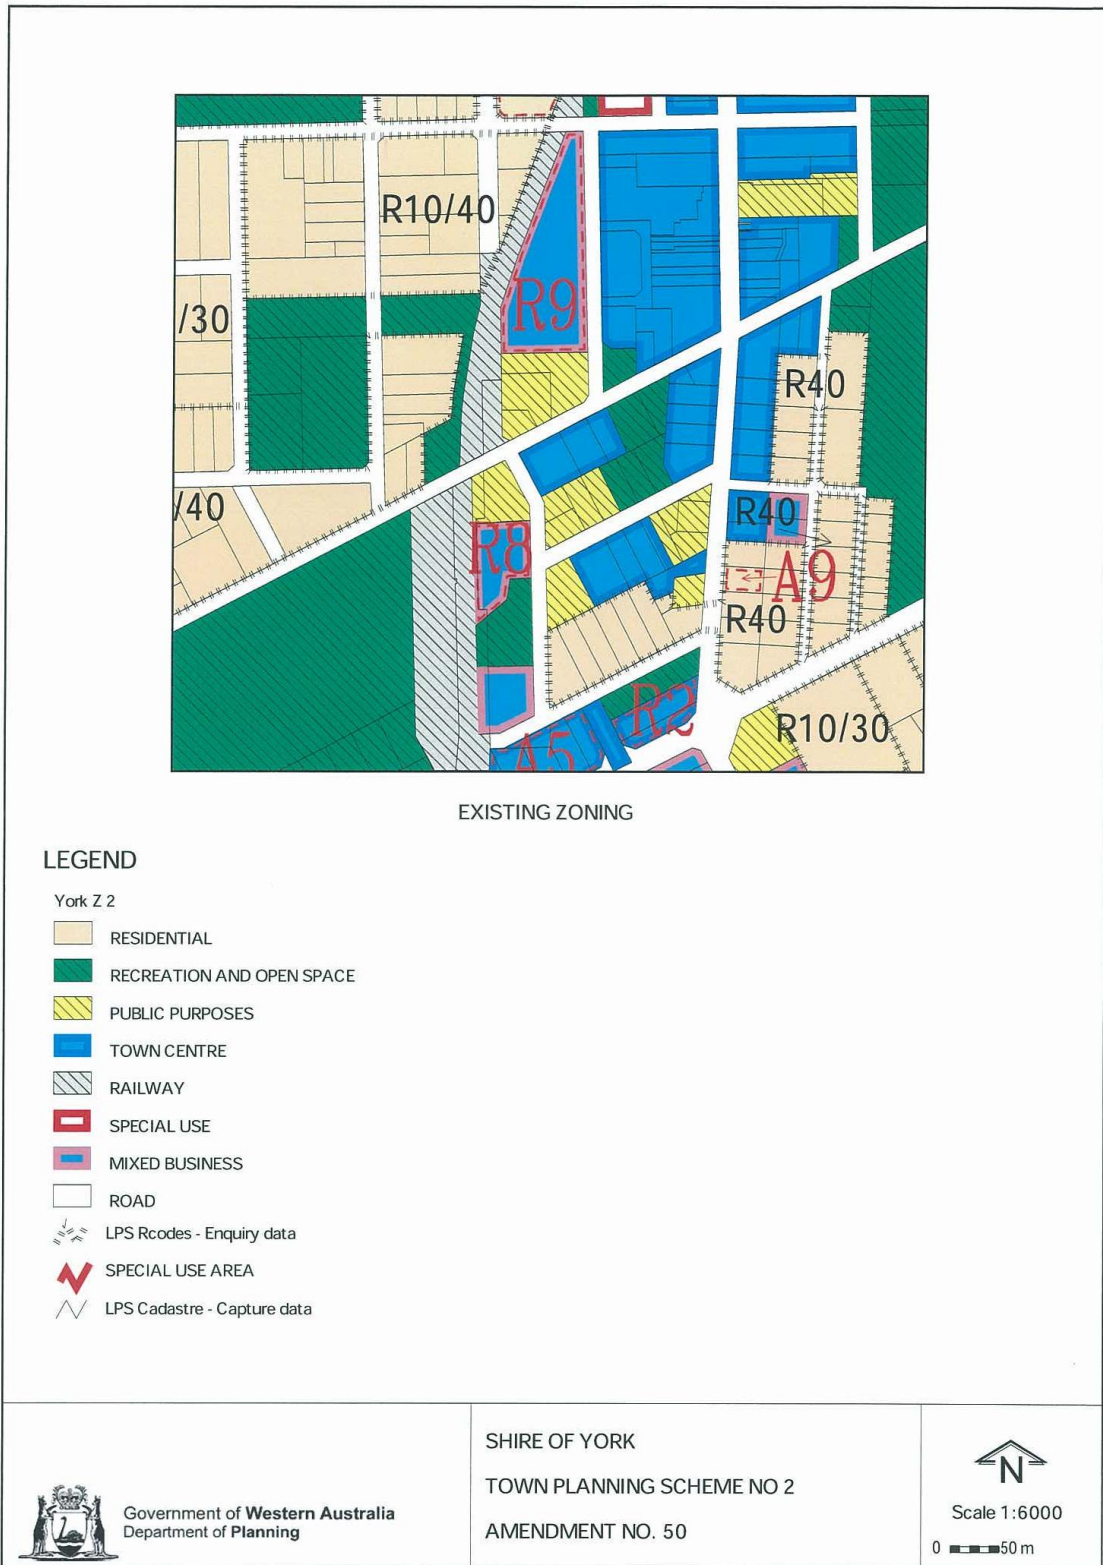 R10/40
R9
/30
R40
/40
R40
R8
A9
R40
R2
R10/30
A5
EXISTING ZONING
LEGEND
York Z 2
RESIDENTIAL
RECREATION AND OPEN SPACE
PUBLIC PURPOSES
TOWN CENTRE
RAILWAY
SPECIAL USE
MIXED BUSINESS
ROAD
LPS Rcodes - Enquiry data
SPECIAL USE AREA
LPS Cadastre - Capture data
Government of Western Australia
Department of Planning
SHIRE OF YORK
TOWN PLANNING SCHEME NO 2
AMENDMENT NO. 50
N
Scale 1:6000
0 50 m